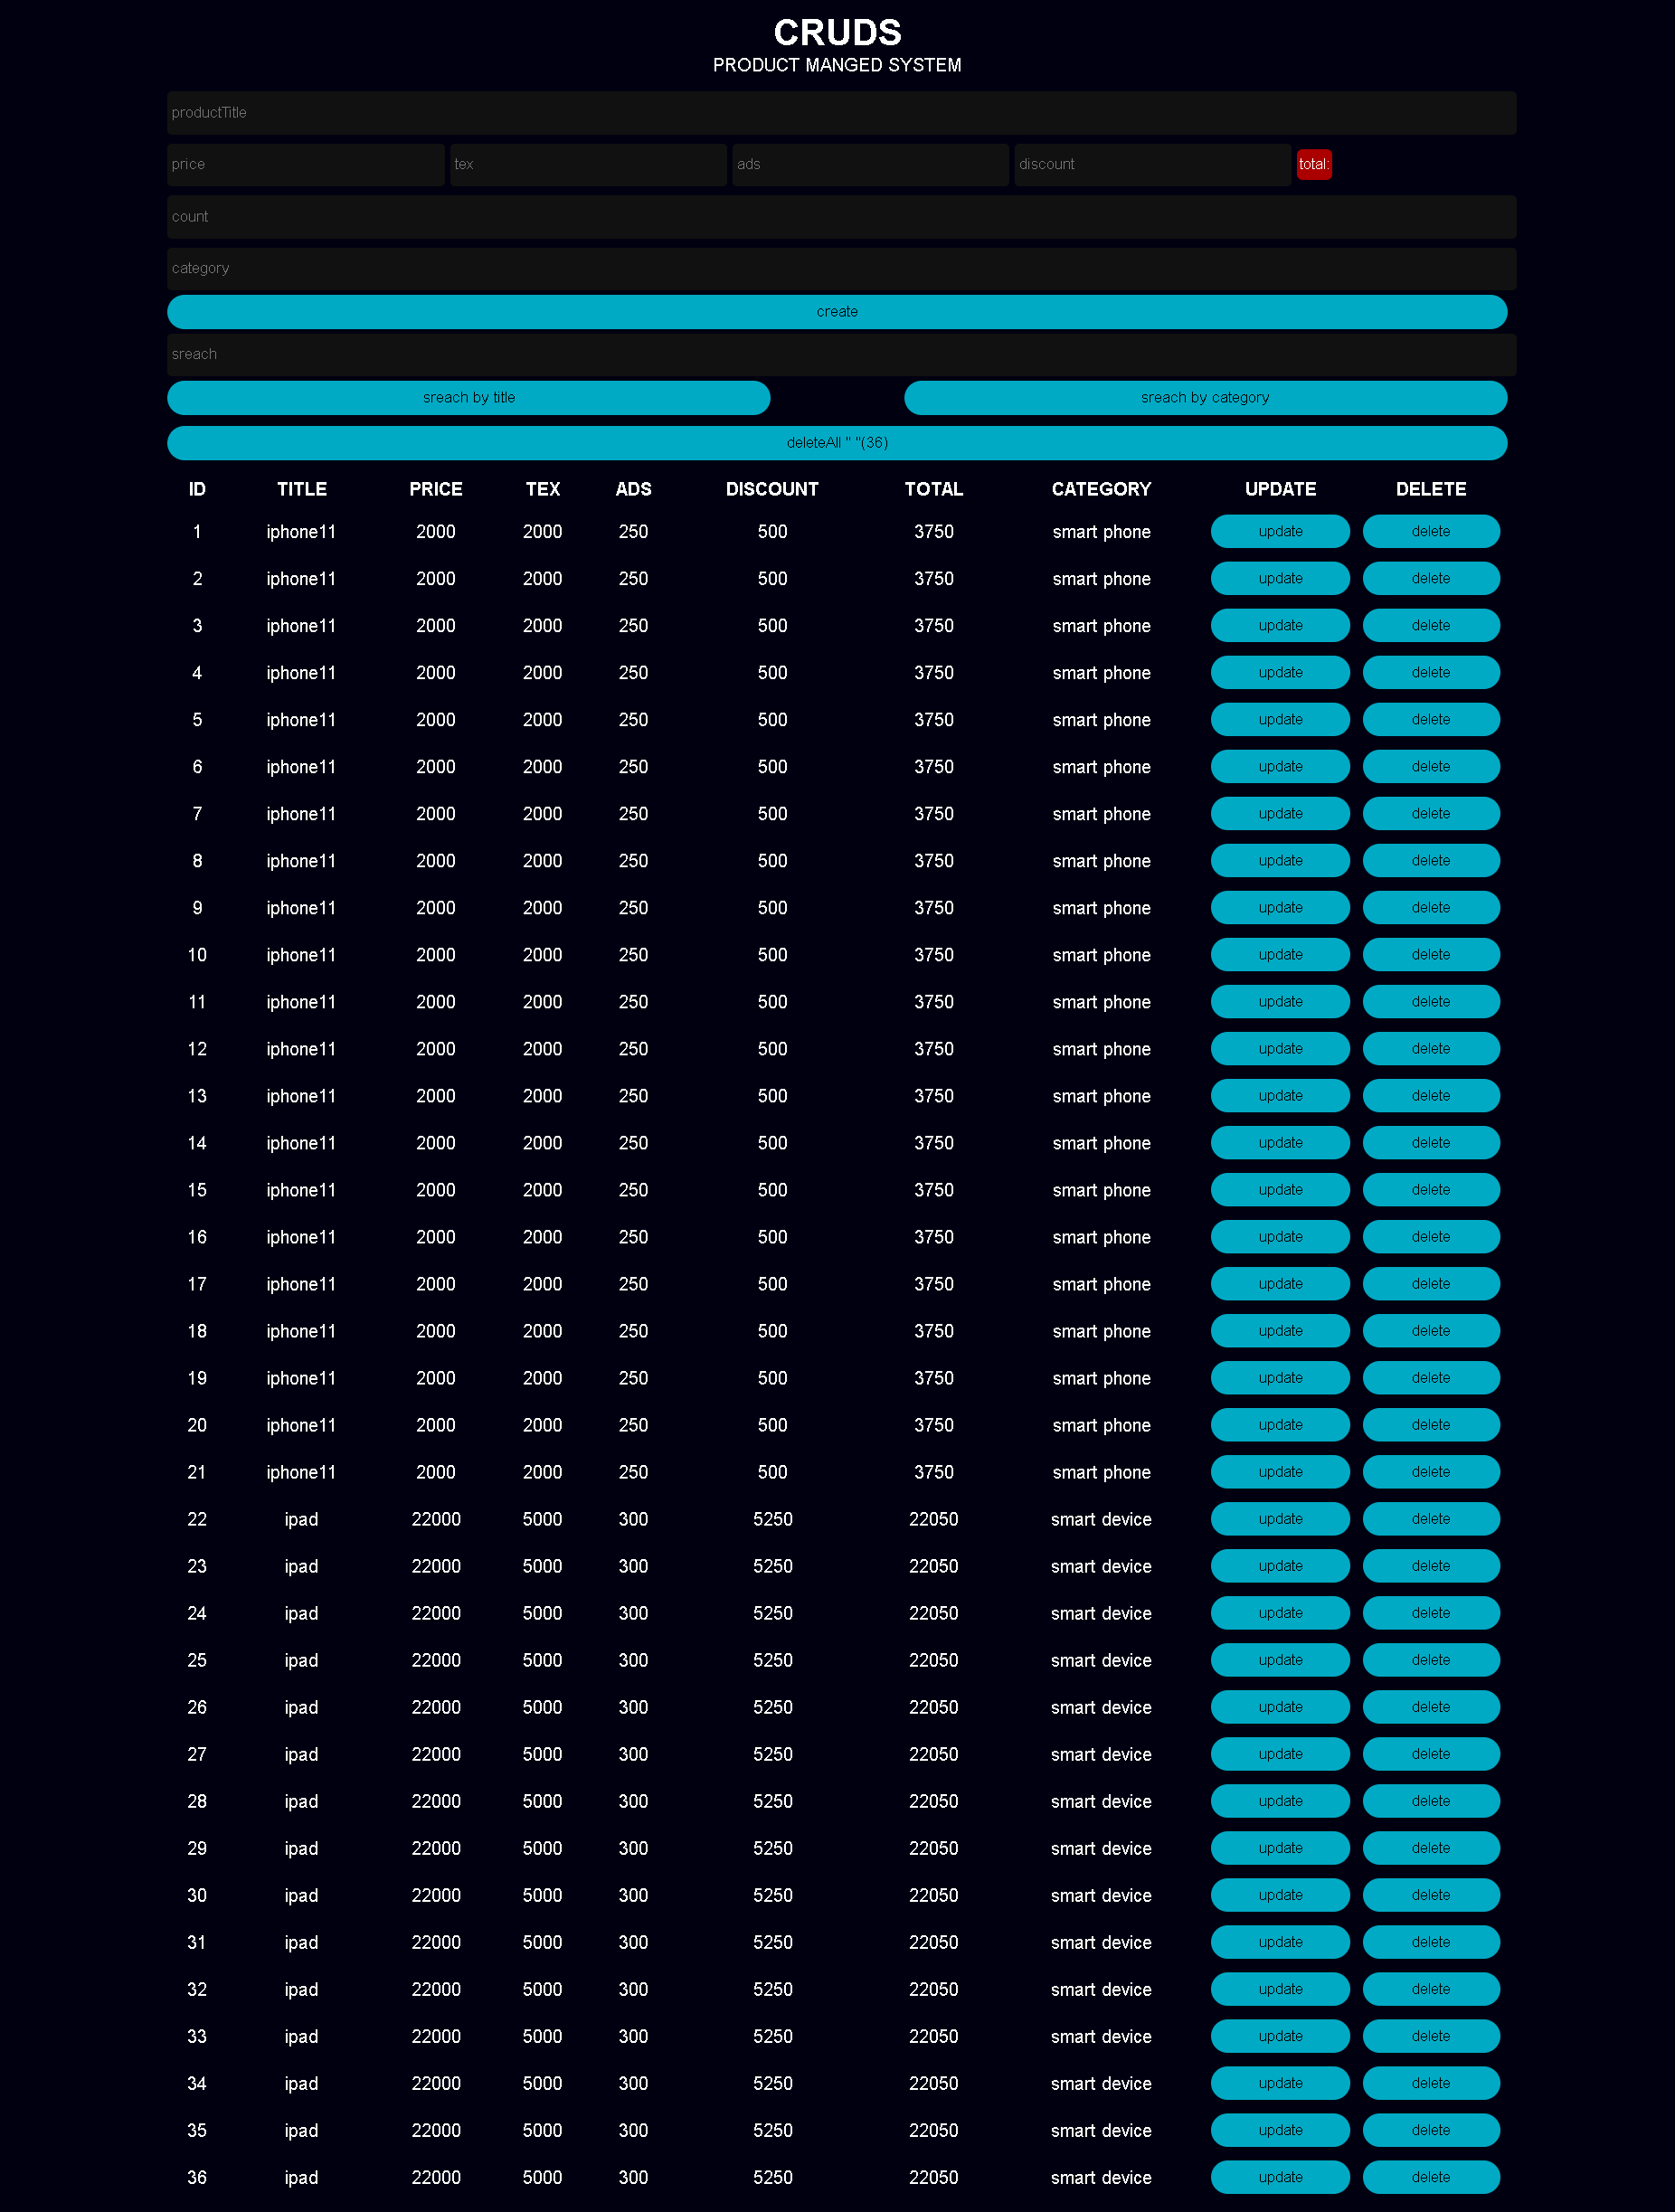 CRUDS
PRODUCT MANGED SYSTEM
productTitle
price tex ads discount total:
count
category
create
sreach
sreach by title sreach by category
deleteAll " "(36)
ID TITLE PRICE TEX ADS DISCOUNT TOTAL CATEGORY UPDATE DELETE
1 iphone11 2000 2000 250 500 3750 smart phone update delete
2 iphone11 2000 2000 250 500 3750 smart phone update delete
3 iphone11 2000 2000 250 500 3750 smart phone update delete
4 iphone11 2000 2000 250 500 3750 smart phone update delete
5 iphone11 2000 2000 250 500 3750 smart phone update delete
6 iphone11 2000 2000 250 500 3750 smart phone update delete
7 iphone11 2000 2000 250 500 3750 smart phone update delete
8 iphone11 2000 2000 250 500 3750 smart phone update delete
9 iphone11 2000 2000 250 500 3750 smart phone update delete
10 iphone11 2000 2000 250 500 3750 smart phone update delete
11 iphone11 2000 2000 250 500 3750 smart phone update delete
12 iphone11 2000 2000 250 500 3750 smart phone update delete
13 iphone11 2000 2000 250 500 3750 smart phone update delete
14 iphone11 2000 2000 250 500 3750 smart phone update delete
15 iphone11 2000 2000 250 500 3750 smart phone update delete
16 iphone11 2000 2000 250 500 3750 smart phone update delete
17 iphone11 2000 2000 250 500 3750 smart phone update delete
18 iphone11 2000 2000 250 500 3750 smart phone update delete
19 iphone11 2000 2000 250 500 3750 smart phone update delete
20 iphone11 2000 2000 250 500 3750 smart phone update delete
21 iphone11 2000 2000 250 500 3750 smart phone update delete
22 ipad 22000 5000 300 5250 22050 smart device update delete
23 ipad 22000 5000 300 5250 22050 smart device update delete
24 ipad 22000 5000 300 5250 22050 smart device update delete
25 ipad 22000 5000 300 5250 22050 smart device update delete
26 ipad 22000 5000 300 5250 22050 smart device update delete
27 ipad 22000 5000 300 5250 22050 smart device update delete
28 ipad 22000 5000 300 5250 22050 smart device update delete
29 ipad 22000 5000 300 5250 22050 smart device update delete
30 ipad 22000 5000 300 5250 22050 smart device update delete
31 ipad 22000 5000 300 5250 22050 smart device update delete
32 ipad 22000 5000 300 5250 22050 smart device update delete
33 ipad 22000 5000 300 5250 22050 smart device update delete
34 ipad 22000 5000 300 5250 22050 smart device update delete
35 ipad 22000 5000 300 5250 22050 smart device update delete
36 ipad 22000 5000 300 5250 22050 smart device update delete